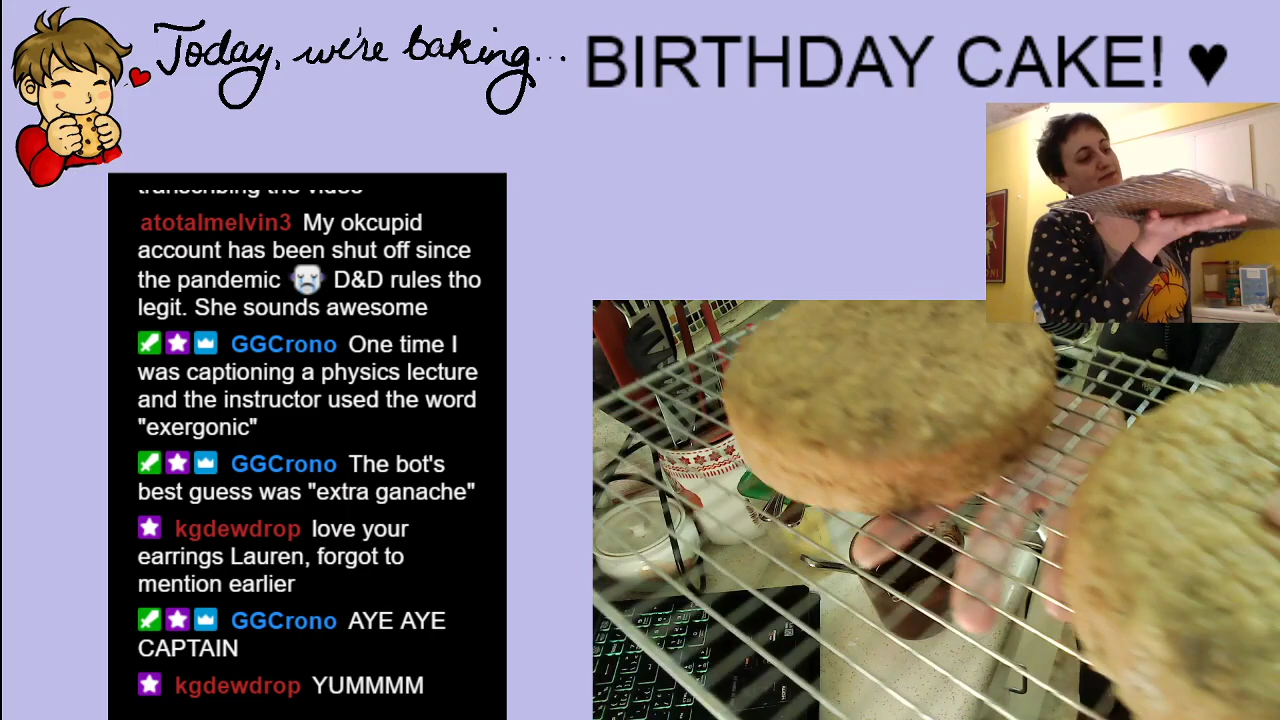 Today, we're baking... BIRTHDAY CAKE! ♥
transcribing the video
atotalmelvin3 My okcupid
account has been shut off since
the pandemic 😢 D&D rules tho
legit. She sounds awesome
GGCrono One time I
was captioning a physics lecture
and the instructor used the word
"exergonic"
GGCrono The bot's
best guess was "extra ganache"
kgdewdrop love your
earrings Lauren, forgot to
mention earlier
GGCrono AYE AYE
CAPTAIN
kgdewdrop YUMMMM